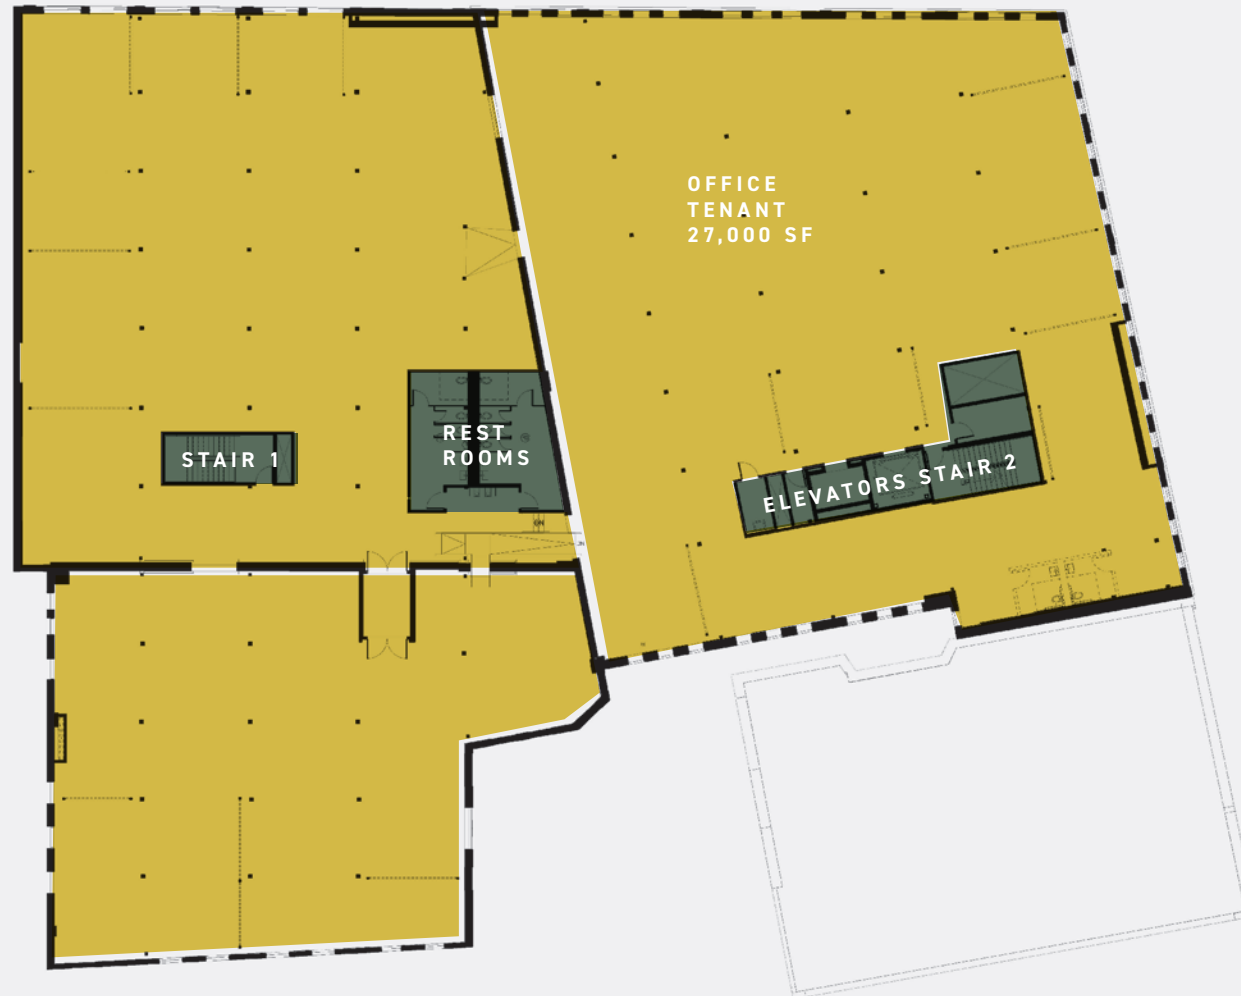 OFFICE
TENANT
27,000 SF
REST
ROOMS
STAIR 1
ELEVATORS STAIR 2